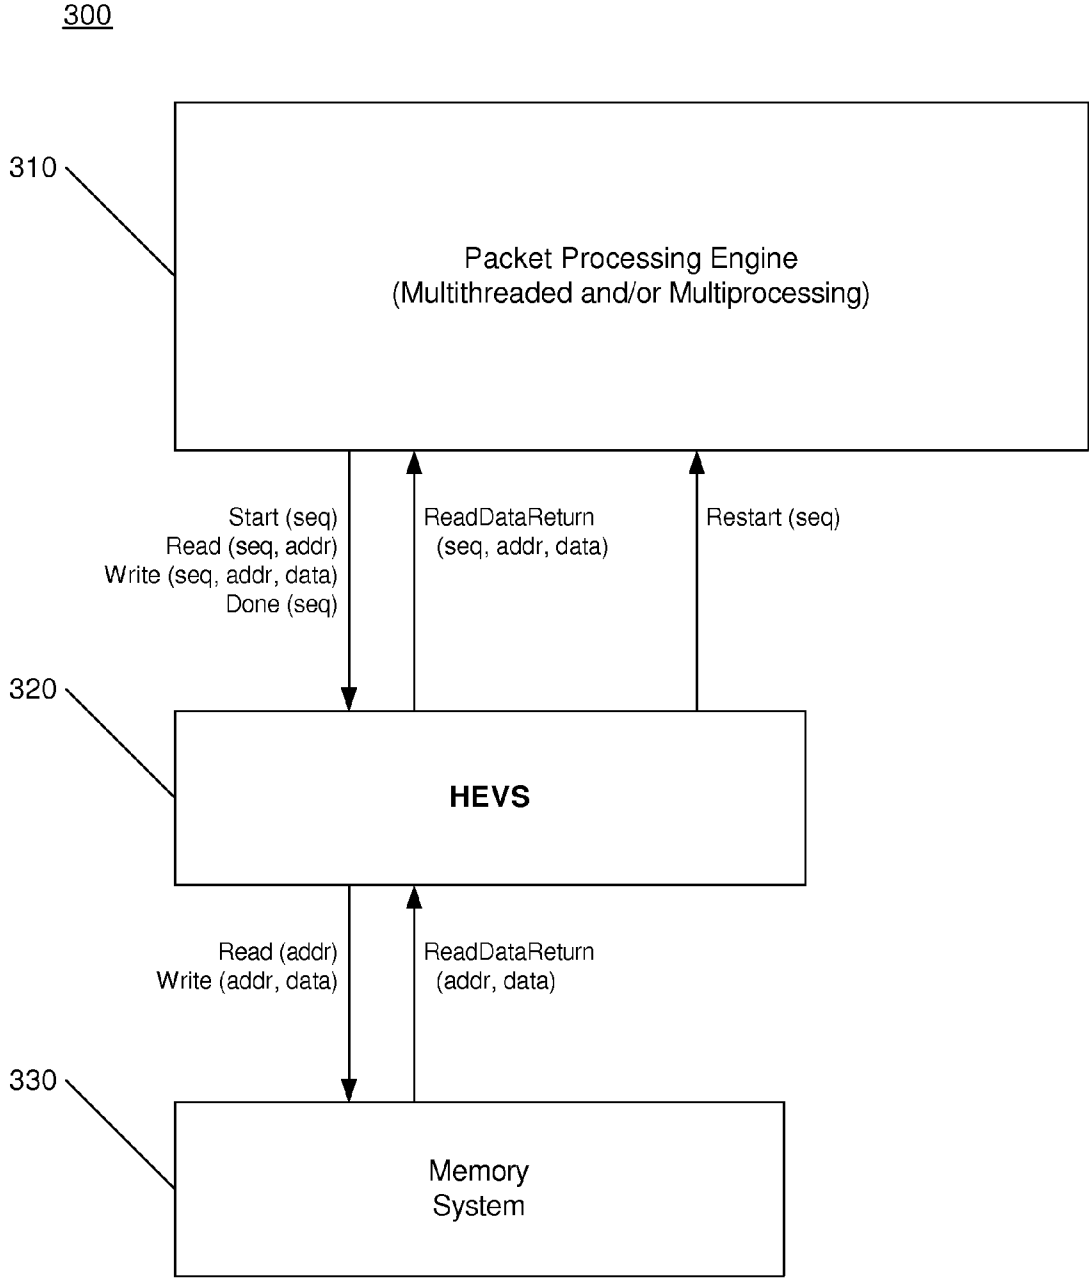 300
310
Packet Processing Engine
(Multithreaded and/or Multiprocessing)
Start (seq)
Read (seq, addr)
Write (seq, addr, data)
Done (seq)
ReadDataReturn
(seq, addr, data)
Restart (seq)
320
HEVS
Read (addr)
Write (addr, data)
ReadDataReturn
(addr, data)
330
Memory
System